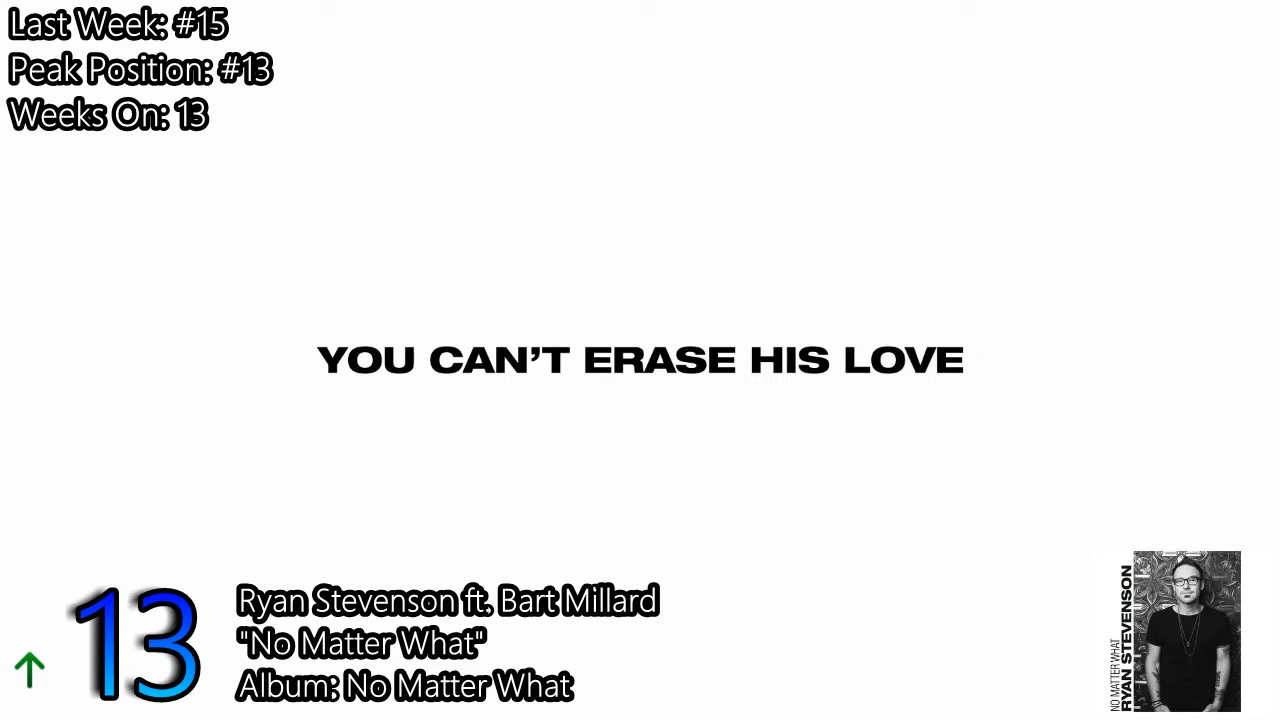 Last Week: #15
Peak Position: #13
Weeks On: 13
YOU CAN’T ERASE HIS LOVE
13
Ryan Stevenson ft. Bart Millard
"No Matter What"
Album: No Matter What
NO MATTER WHAT
RYAN STEVENSON